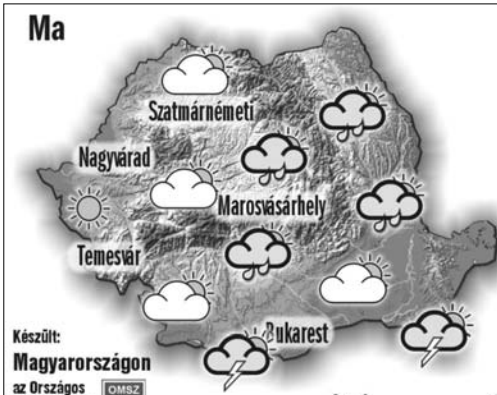 Ma
Szatmárnémeti
Nagyvárad
Marosvásárhely
Temesvár
Bukarest
Készült:
Magyarországon
az Országos
OMSZ